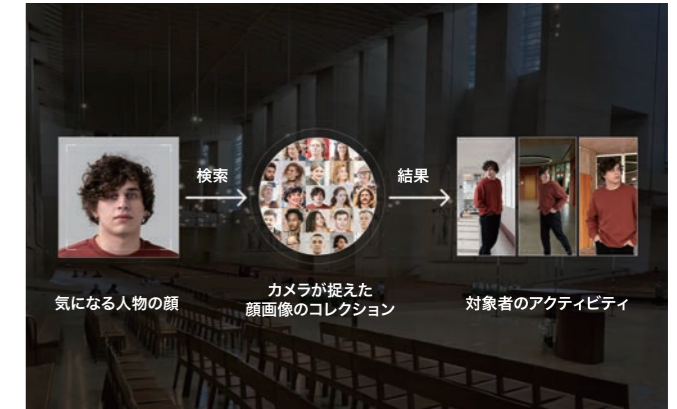 検索
結果
気になる人物の顔
カメラが捉えた
顔画像のコレクション
対象者のアクティビティ